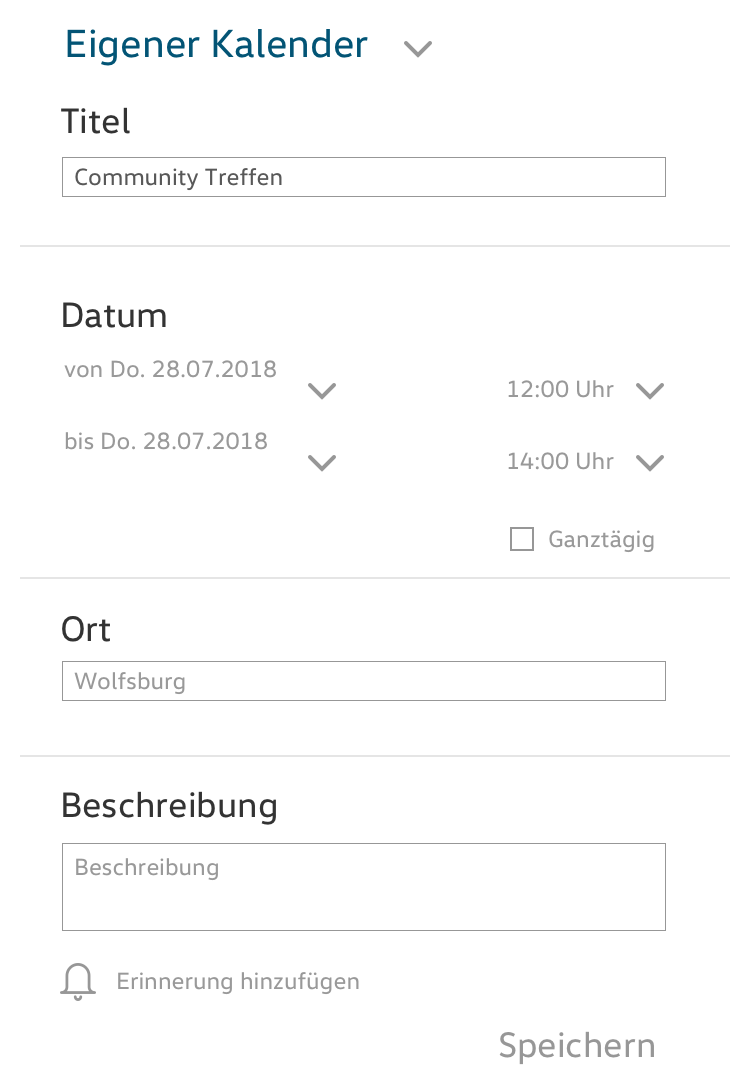 Eigener Kalender
Titel
Community Treffen
Datum
von Do. 28.07.2018
12:00 Uhr
bis Do. 28.07.2018
14:00 Uhr
Ganztägig
Ort
Wolfsburg
Beschreibung
Beschreibung
Erinnerung hinzufügen
Speichern